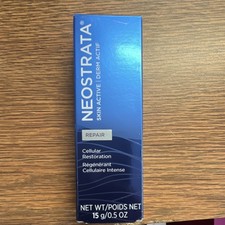 NEOSTRATA®
SKIN ACTIVE | DERM ACTIF
REPAIR
Cellular
Restoration
Régénérant
Cellulaire Intense
NET WT/POIDS NET
15 g/0.5 OZ